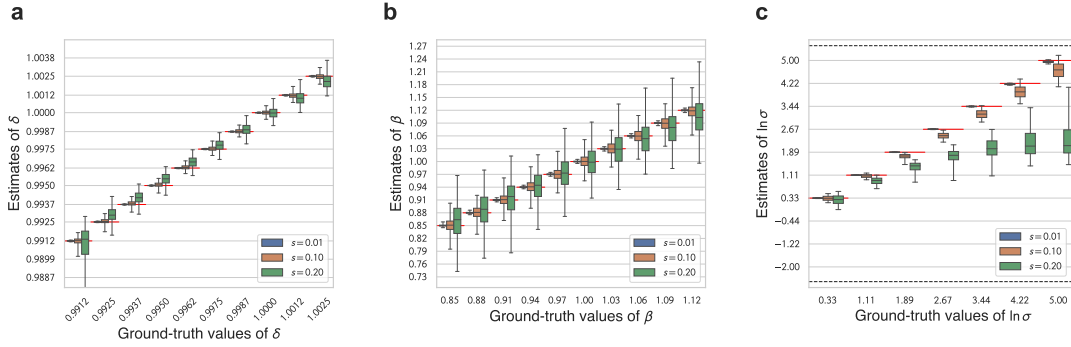 a
Estimates of δ
1.0038
1.0025
1.0012
1.0000
0.9987
0.9975
0.9962
0.9950
0.9937
0.9925
0.9912
0.9899
0.9887
s = 0.01
s = 0.10
s = 0.20
0.9912 0.9925 0.9937 0.9950 0.9962 0.9975 0.9987 1.0000 1.0012 1.0025
Ground-truth values of δ
b
Estimates of β
1.27
1.24
1.21
1.18
1.15
1.12
1.09
1.06
1.03
1.00
0.97
0.94
0.91
0.88
0.85
0.82
0.79
0.76
0.73
s = 0.01
s = 0.10
s = 0.20
0.85 0.88 0.91 0.94 0.97 1.00 1.03 1.06 1.09 1.12
Ground-truth values of β
c
Estimates of ln σ
5.00
4.22
3.44
2.67
1.89
1.11
0.33
−0.44
−1.22
−2.00
s = 0.01
s = 0.10
s = 0.20
0.33 1.11 1.89 2.67 3.44 4.22 5.00
Ground-truth values of ln σ